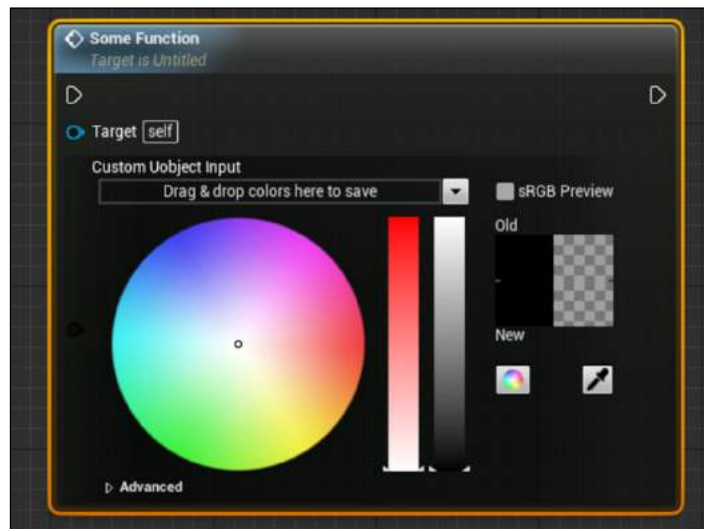 Some Function
Target is Untitled
Target self
Custom Uobject Input
Drag & drop colors here to save
sRGB Preview
Old
New
Advanced